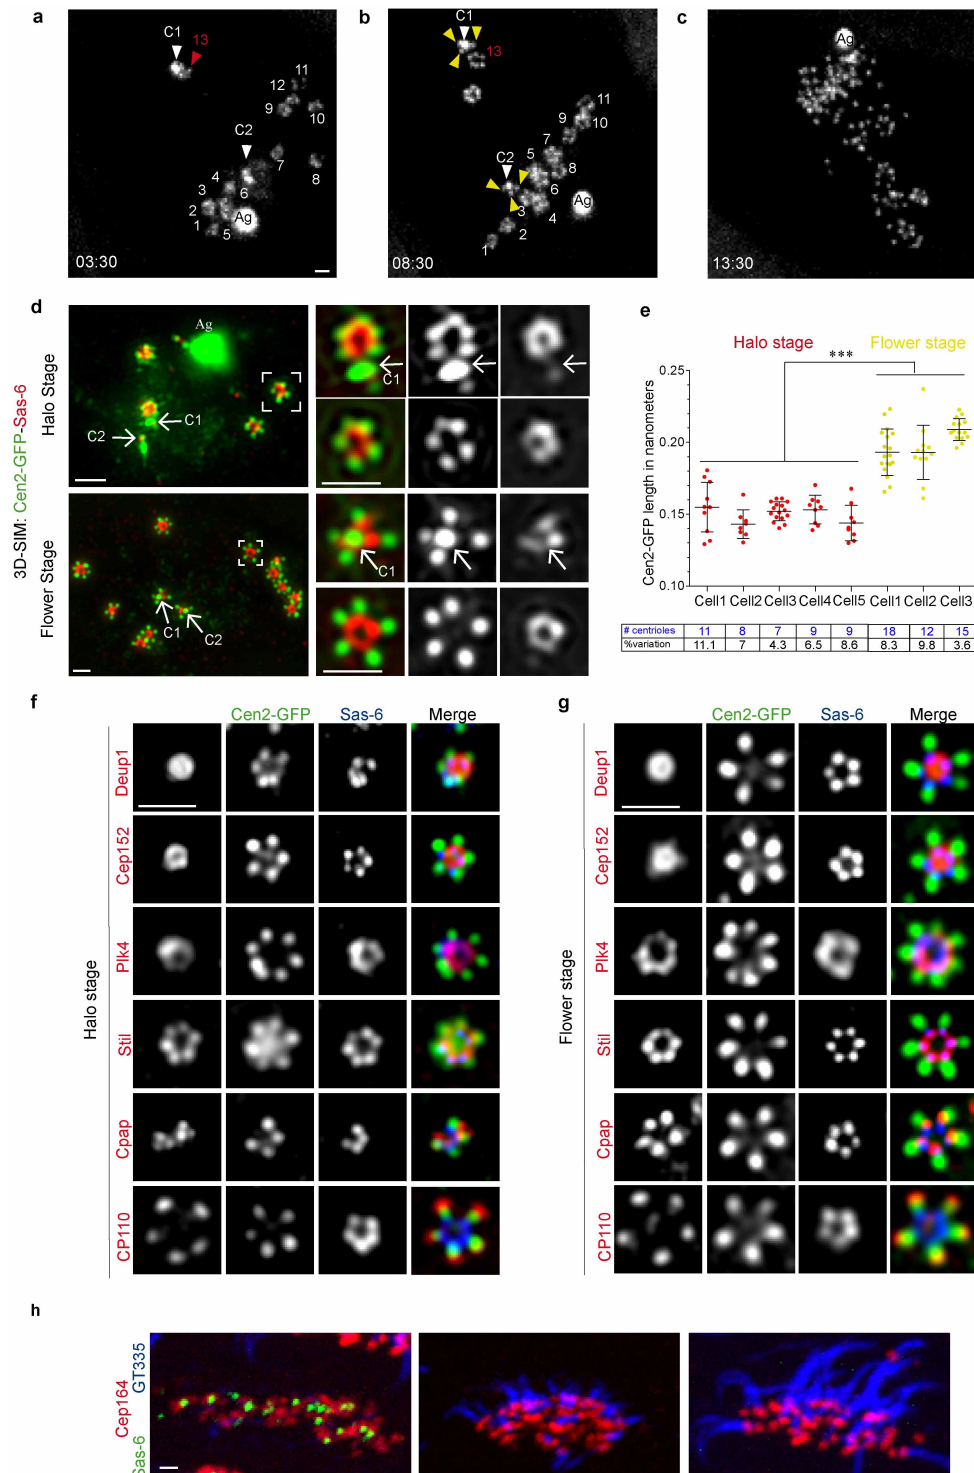 a
C1
13
11
12
9
10
C2
7
4
8
3
6
2
Ag
1
5
03:30
b
C1
13
11
9
10
7
5
C2
8
6
3
Ag
4
2
1
08:30
c
Ag
13:30
d
3D-SIM: Cen2-GFP-Sas-6
Halo Stage
Flower Stage
Ag
C1
C2
C1
C1
C2
C1
e
Halo stage
***
Flower stage
Cen2-GFP length in nanometers
0.20
0.15
0.10
Cell1 Cell2 Cell3 Cell4 Cell5 Cell1 Cell2 Cell3
# centrioles 11 8 7 9 9 18 12 15
%variation 11.1 7 4.3 6.5 8.6 8.3 9.8 3.6
f
Cen2-GFP Sas-6 Merge
Halo stage
Deup1
Cep152
Plk4
Stil
Cpap
CP110
g
Cen2-GFP Sas-6 Merge
Flower stage
Deup1
Cep152
Plk4
Stil
Cpap
CP110
h
Sas-6
Cep164
GT335